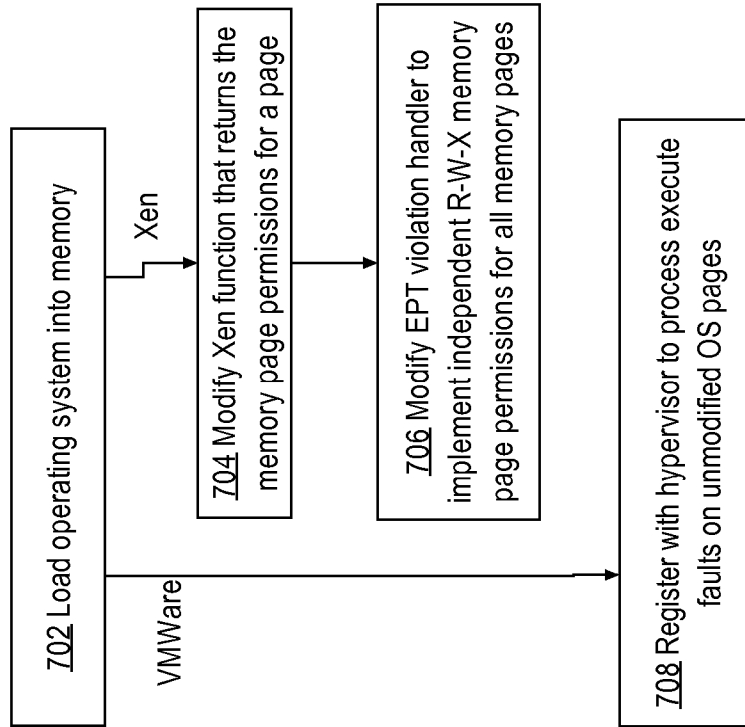 702 Load operating system into memory
VMWare
Xen
704 Modify Xen function that returns the
memory page permissions for a page
706 Modify EPT violation handler to
implement independent R-W-X memory
page permissions for all memory pages
708 Register with hypervisor to process execute
faults on unmodified OS pages